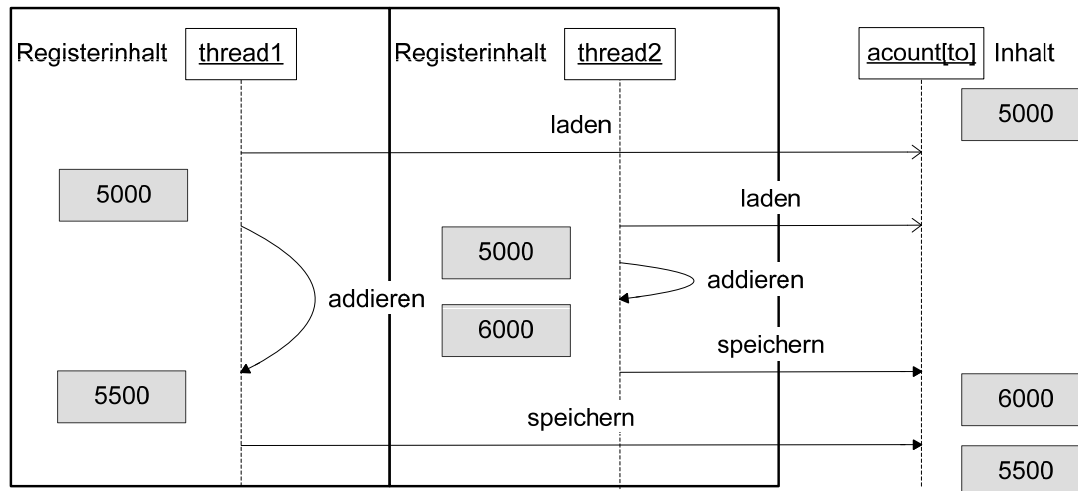 Registerinhalt thread1 Registerinhalt thread2 acount[to] Inhalt
5000
laden
5000
laden
5000
addieren
addieren
6000
speichern
5500
6000
speichern
5500